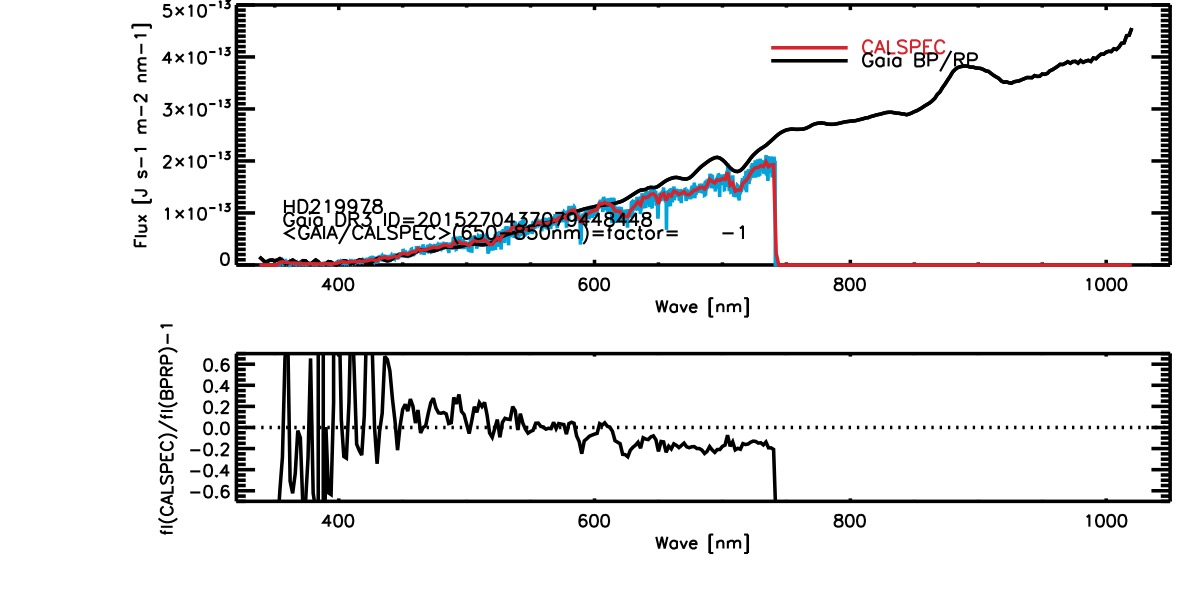 5×10−13
4×10−13
3×10−13
2×10−13
1×10−13
0
Flux [J s−1 m−2 nm−1]
CALSPEC
Gaia BP/RP
HD219978
Gaia DR3 ID=2015270437079448448
<GAIA/CALSPEC>(650−850nm)=factor= −1
400 600 800 1000
Wave [nm]
fl(CALSPEC)/fl(BPRP)−1
0.6
0.4
0.2
0.0
−0.2
−0.4
−0.6
400 600 800 1000
Wave [nm]